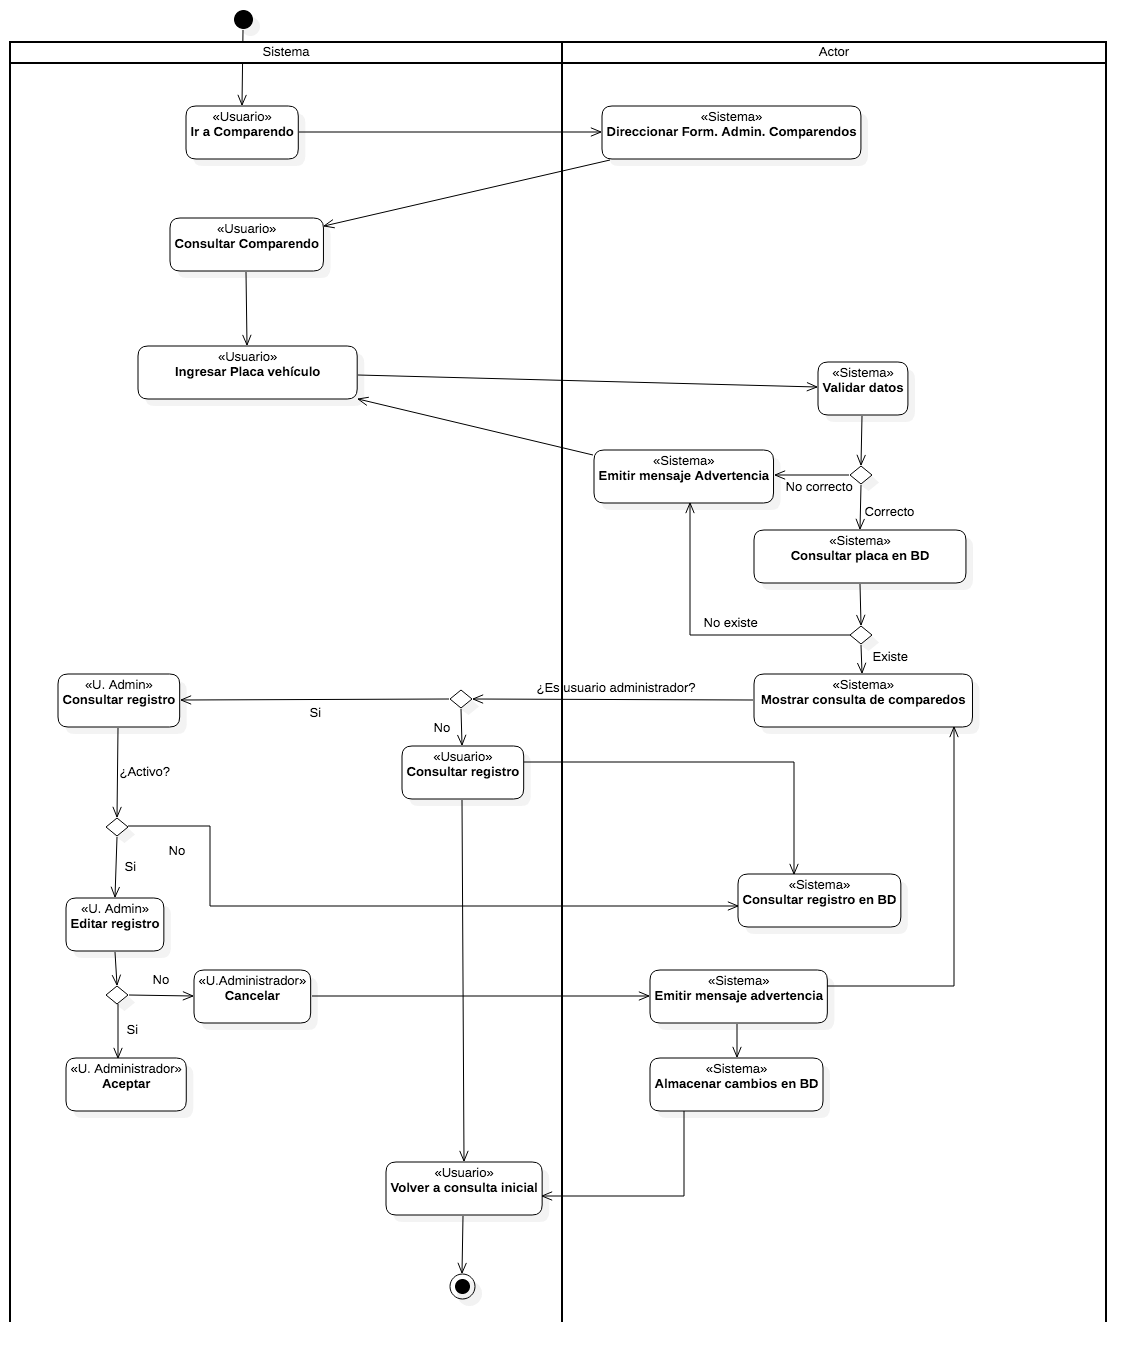 Sistema
Actor
«Usuario»
Ir a Comparendo
«Sistema»
Direccionar Form. Admin. Comparendos
«Usuario»
Consultar Comparendo
«Usuario»
Ingresar Placa vehículo
«Sistema»
Validar datos
«Sistema»
Emitir mensaje Advertencia
No correcto
Correcto
«Sistema»
Consultar placa en BD
No existe
Existe
«U. Admin»
Consultar registro
Si
¿Es usuario administrador?
«Sistema»
Mostrar consulta de comparedos
No
«Usuario»
Consultar registro
¿Activo?
No
Si
«Sistema»
Consultar registro en BD
«U. Admin»
Editar registro
No
«U.Administrador»
Cancelar
«Sistema»
Emitir mensaje advertencia
Si
«U. Administrador»
Aceptar
«Sistema»
Almacenar cambios en BD
«Usuario»
Volver a consulta inicial